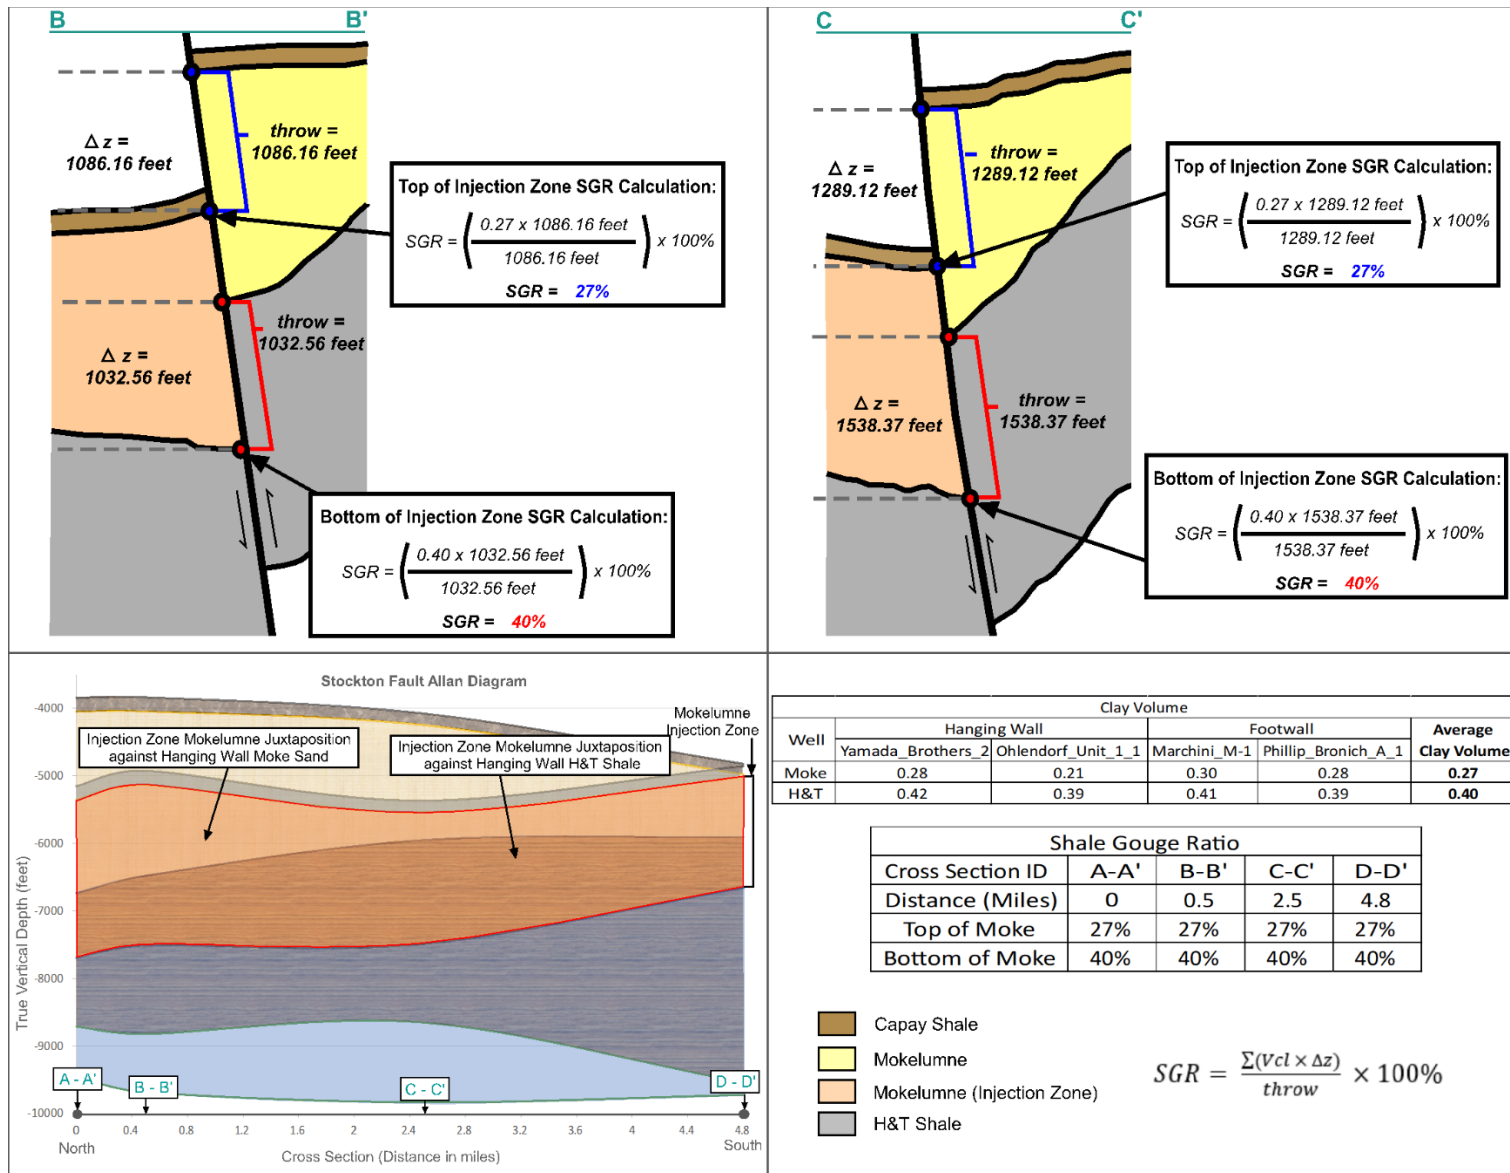 B B'
Δ z =
1086.16 feet
throw =
1086.16 feet
Top of Injection Zone SGR Calculation:
SGR = ( 0.27 x 1086.16 feet / 1086.16 feet ) x 100%
SGR = 27%
throw =
1032.56 feet
Δ z =
1032.56 feet
Bottom of Injection Zone SGR Calculation:
SGR = ( 0.40 x 1032.56 feet / 1032.56 feet ) x 100%
SGR = 40%
C C'
Δ z =
1289.12 feet
throw =
1289.12 feet
Top of Injection Zone SGR Calculation:
SGR = ( 0.27 x 1289.12 feet / 1289.12 feet ) x 100%
SGR = 27%
Δ z =
1538.37 feet
throw =
1538.37 feet
Bottom of Injection Zone SGR Calculation:
SGR = ( 0.40 x 1538.37 feet / 1538.37 feet ) x 100%
SGR = 40%
Stockton Fault Allan Diagram
Mokelumne
Injection Zone
Injection Zone Mokelumne Juxtaposition
against Hanging Wall Moke Sand
Injection Zone Mokelumne Juxtaposition
against Hanging Wall H&T Shale
True Vertical Depth (feet)
-4000
-5000
-6000
-7000
-8000
-9000
-10000
A - A' B - B' C - C' D - D'
0 0.4 0.8 1.2 1.6 2 2.4 2.8 3.2 3.6 4 4.4 4.8
North South
Cross Section (Distance in miles)
Clay Volume
Well Hanging Wall Footwall Average
Clay Volume
Yamada_Brothers_2 Ohlendorf_Unit_1_1 Marchini_M-1 Phillip_Bronich_A_1
Moke 0.28 0.21 0.30 0.28 0.27
H&T 0.42 0.39 0.41 0.39 0.40
Shale Gouge Ratio
Cross Section ID A-A' B-B' C-C' D-D'
Distance (Miles) 0 0.5 2.5 4.8
Top of Moke 27% 27% 27% 27%
Bottom of Moke 40% 40% 40% 40%
Capay Shale
Mokelumne
Mokelumne (Injection Zone)
H&T Shale
SGR = Σ(Vcl × Δz) / throw × 100%